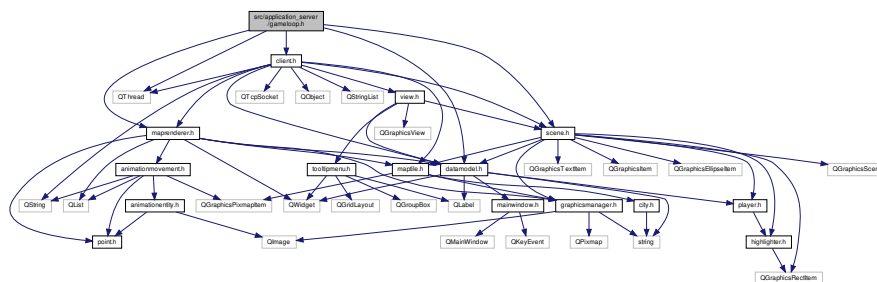 src/application_server
/gameloop.h
client.h
QThread
QTcpSocket
QObject
QStringList
view.h
QGraphicsView
maprenderer.h
scene.h
animationmovement.h
tooltipmenu.h
maptile.h
datamodel.h
QGraphicsTextItem
QGraphicsItem
QGraphicsEllipseItem
QGraphicsScen
QString
QList
animationentity.h
QGraphicsPixmapItem
QWidget
QGridLayout
QGroupBox
QLabel
mainwindow.h
graphicsmanager.h
city.h
player.h
point.h
QImage
QMainWindow
QKeyEvent
QPixmap
string
highlighter.h
QGraphicsRectItem